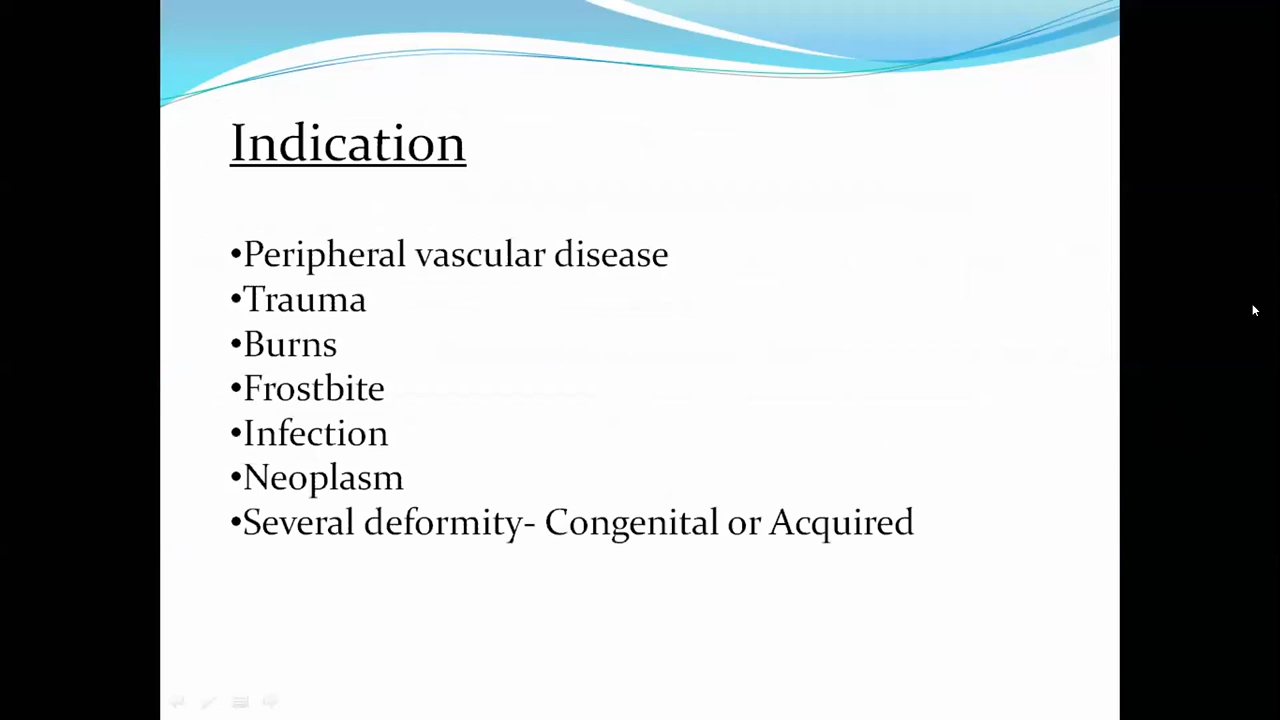 Indication
•Peripheral vascular disease
•Trauma
•Burns
•Frostbite
•Infection
•Neoplasm
•Several deformity- Congenital or Acquired